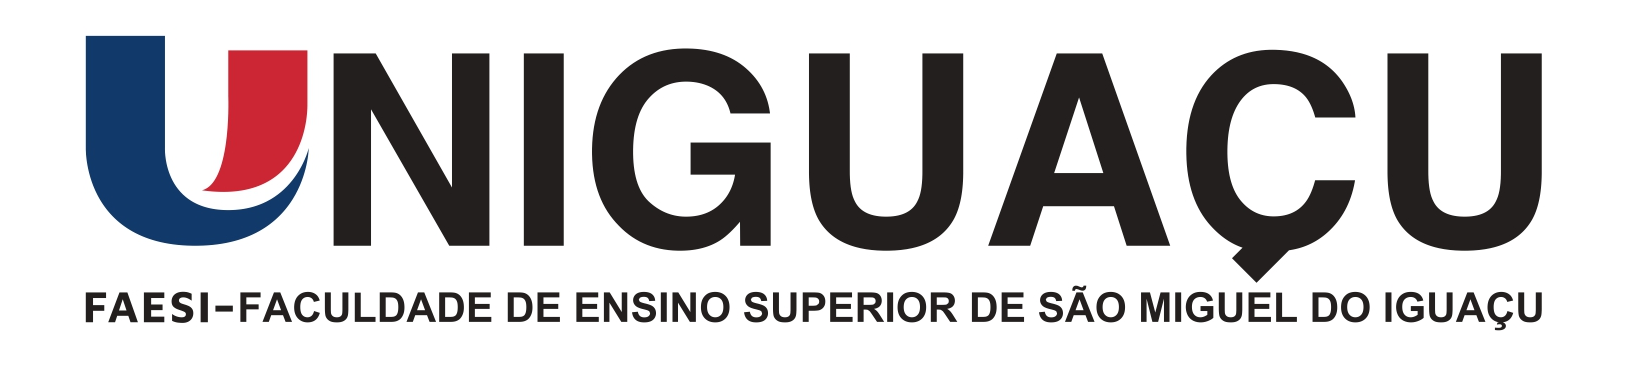 UNIGUAÇU
FAESI-FACULDADE DE ENSINO SUPERIOR DE SÃO MIGUEL DO IGUAÇU